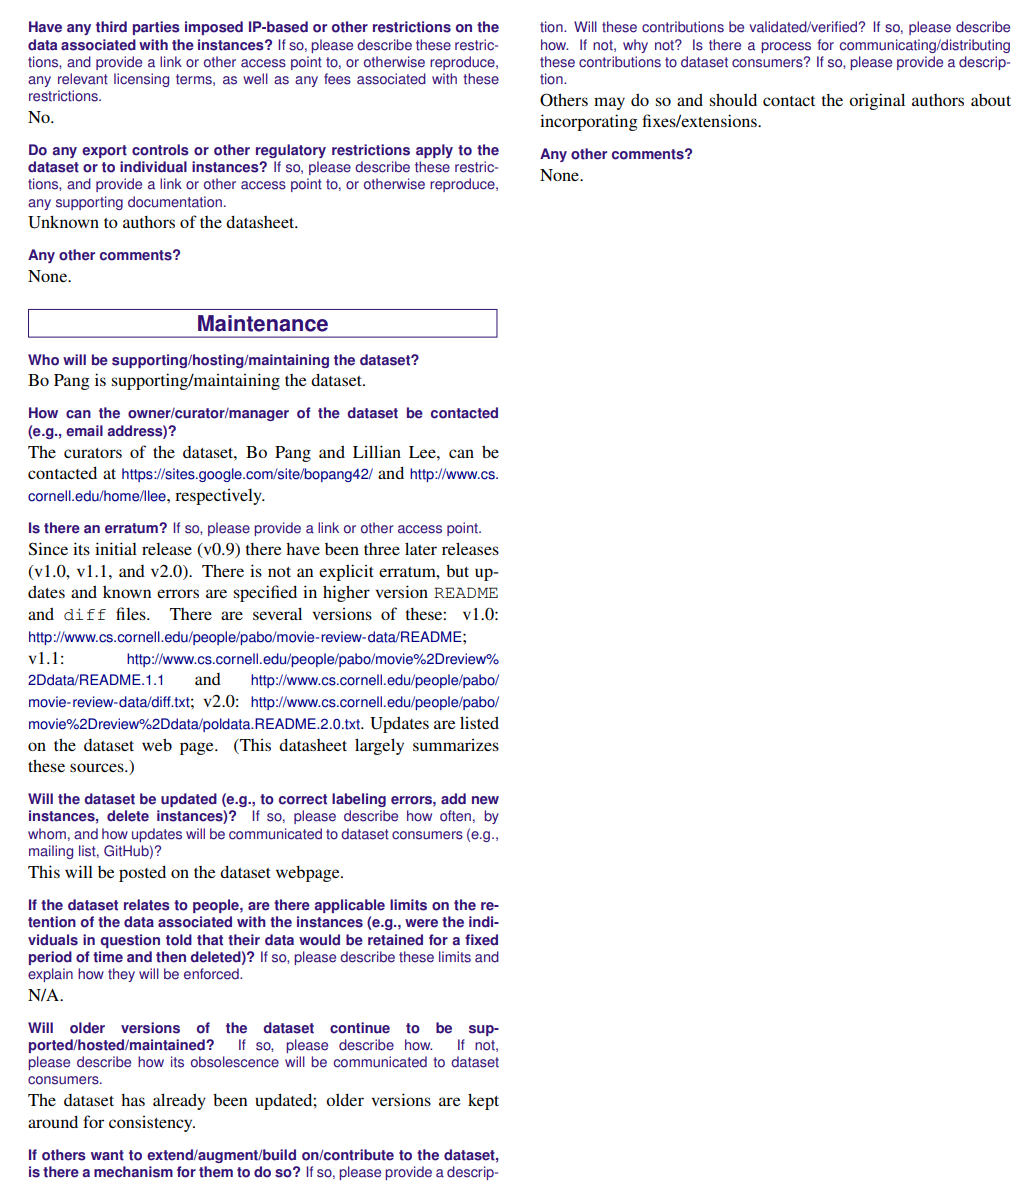 Have any third parties imposed IP-based or other restrictions on the
data associated with the instances? If so, please describe these restric-
tions, and provide a link or other access point to, or otherwise reproduce,
any relevant licensing terms, as well as any fees associated with these
restrictions.
No.
Do any export controls or other regulatory restrictions apply to the
dataset or to individual instances? If so, please describe these restric-
tions, and provide a link or other access point to, or otherwise reproduce,
any supporting documentation.
Unknown to authors of the datasheet.
Any other comments?
None.
Maintenance
Who will be supporting/hosting/maintaining the dataset?
Bo Pang is supporting/maintaining the dataset.
How can the owner/curator/manager of the dataset be contacted
(e.g., email address)?
The curators of the dataset, Bo Pang and Lillian Lee, can be
contacted at https://sites.google.com/site/bopang42/ and http://www.cs.
cornell.edu/home/llee, respectively.
Is there an erratum? If so, please provide a link or other access point.
Since its initial release (v0.9) there have been three later releases
(v1.0, v1.1, and v2.0). There is not an explicit erratum, but up-
dates and known errors are specified in higher version README
and diff files. There are several versions of these: v1.0:
http://www.cs.cornell.edu/people/pabo/movie-review-data/README;
v1.1: http://www.cs.cornell.edu/people/pabo/movie%2Dreview%
2Ddata/README.1.1 and http://www.cs.cornell.edu/people/pabo/
movie-review-data/diff.txt; v2.0: http://www.cs.cornell.edu/people/pabo/
movie%2Dreview%2Ddata/poldata.README.2.0.txt. Updates are listed
on the dataset web page. (This datasheet largely summarizes
these sources.)
Will the dataset be updated (e.g., to correct labeling errors, add new
instances, delete instances)? If so, please describe how often, by
whom, and how updates will be communicated to dataset consumers (e.g.,
mailing list, GitHub)?
This will be posted on the dataset webpage.
If the dataset relates to people, are there applicable limits on the re-
tention of the data associated with the instances (e.g., were the indi-
viduals in question told that their data would be retained for a fixed
period of time and then deleted)? If so, please describe these limits and
explain how they will be enforced.
N/A.
Will older versions of the dataset continue to be sup-
ported/hosted/maintained? If so, please describe how. If not,
please describe how its obsolescence will be communicated to dataset
consumers.
The dataset has already been updated; older versions are kept
around for consistency.
If others want to extend/augment/build on/contribute to the dataset,
is there a mechanism for them to do so? If so, please provide a descrip-
tion. Will these contributions be validated/verified? If so, please describe
how. If not, why not? Is there a process for communicating/distributing
these contributions to dataset consumers? If so, please provide a descrip-
tion.
Others may do so and should contact the original authors about
incorporating fixes/extensions.
Any other comments?
None.